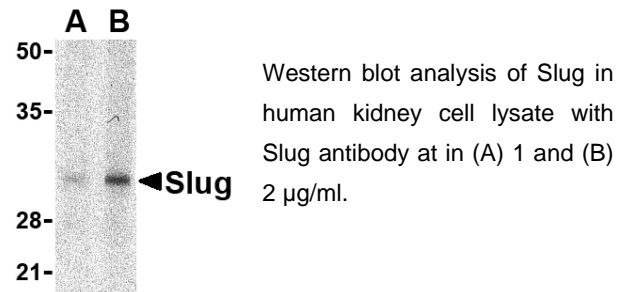 A B
50-
35-
Slug
28-
21-
Western blot analysis of Slug in
human kidney cell lysate with
Slug antibody at in (A) 1 and (B)
2 μg/ml.